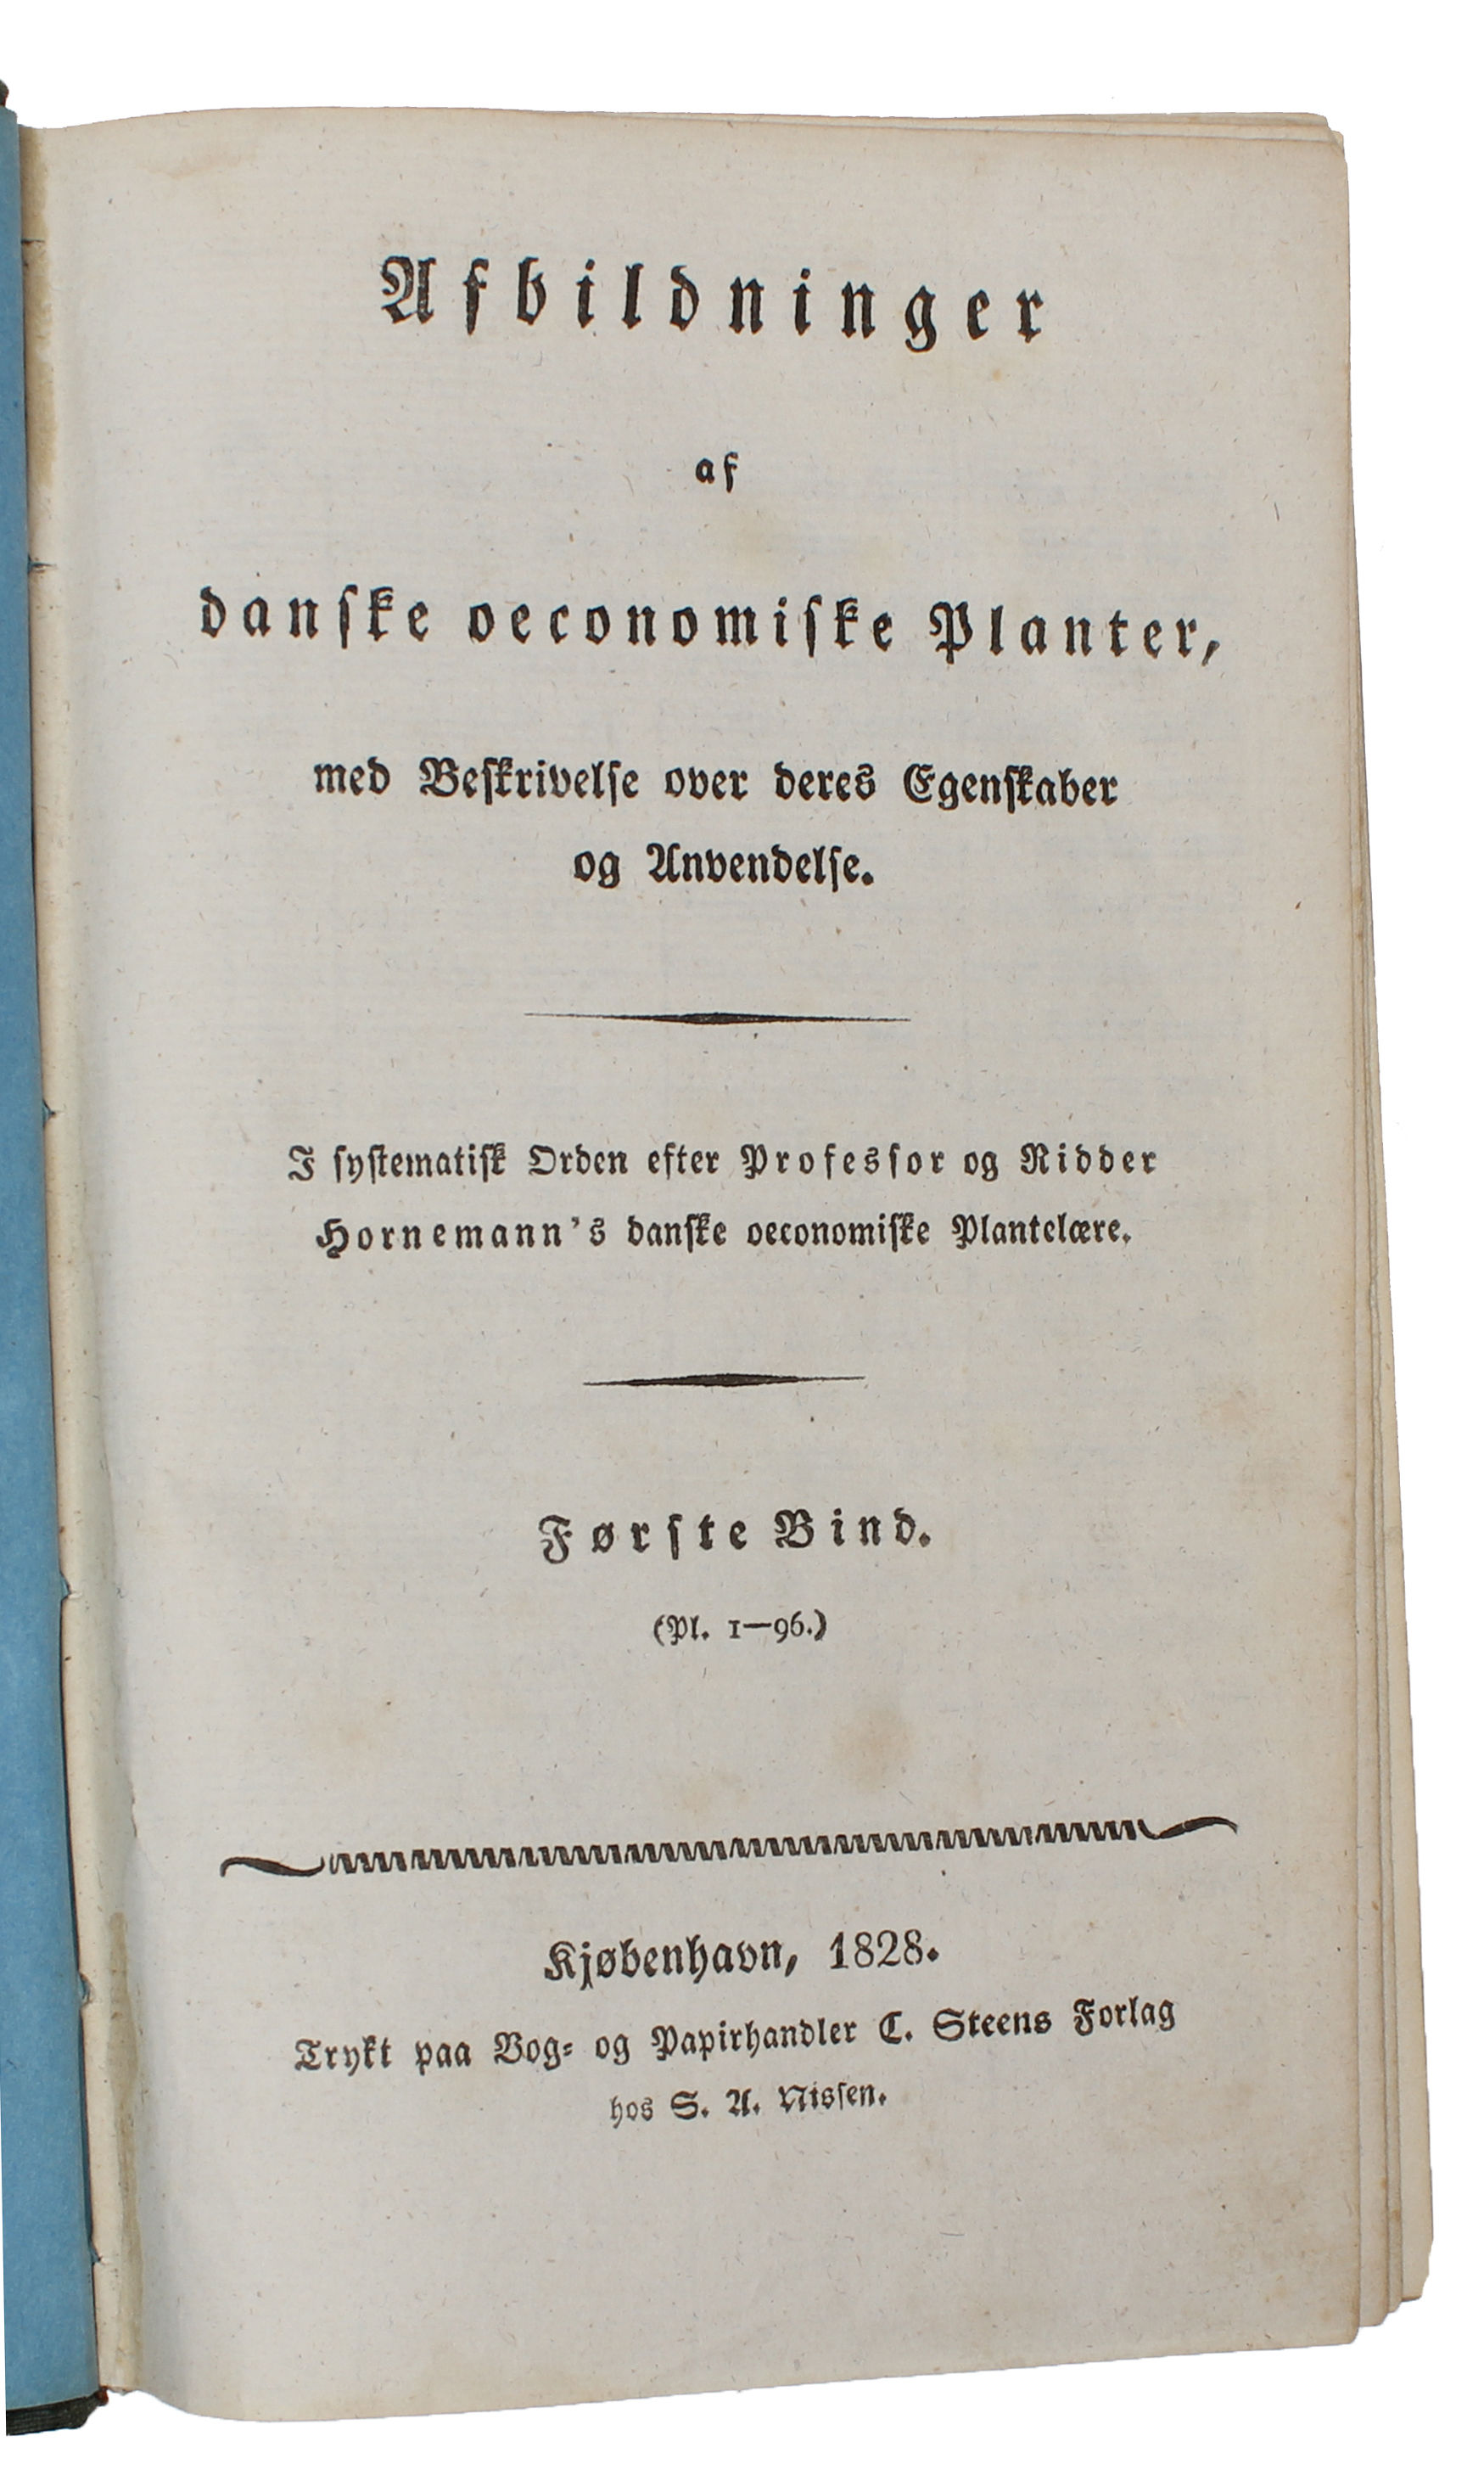 Afbildninger
af
danske oeconomiske Planter,
med Beskrivelse over deres Egenskaber
og Anvendelse.
I systematisk Orden efter Professor og Ridder
Hornemann's danske oeconomiske Plantelære.
Første Bind.
(Pl. 1—96.)
Kjøbenhavn, 1828.
Trykt paa Bog- og Papirhandler C. Steens Forlag
hos S. A. Nissen.